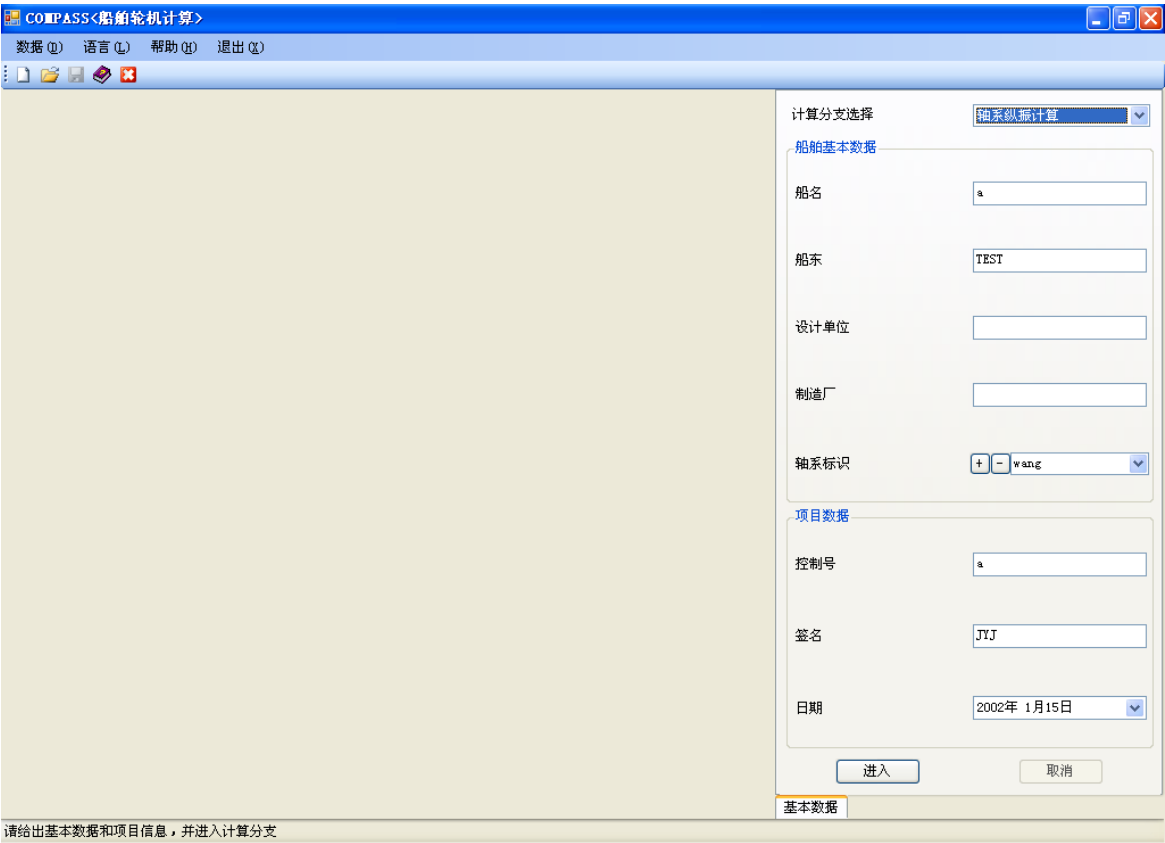 COMPASS<船舶轮机计算>
数据(D) 语言(L) 帮助(H) 退出(X)
计算分支选择 轴系纵振计算
船舶基本数据
船名 a
船东 TEST
设计单位
制造厂
轴系标识 + - wang
项目数据
控制号 a
签名 JYJ
日期 2002年 1月15日
进入 取消
基本数据
请给出基本数据和项目信息，并进入计算分支